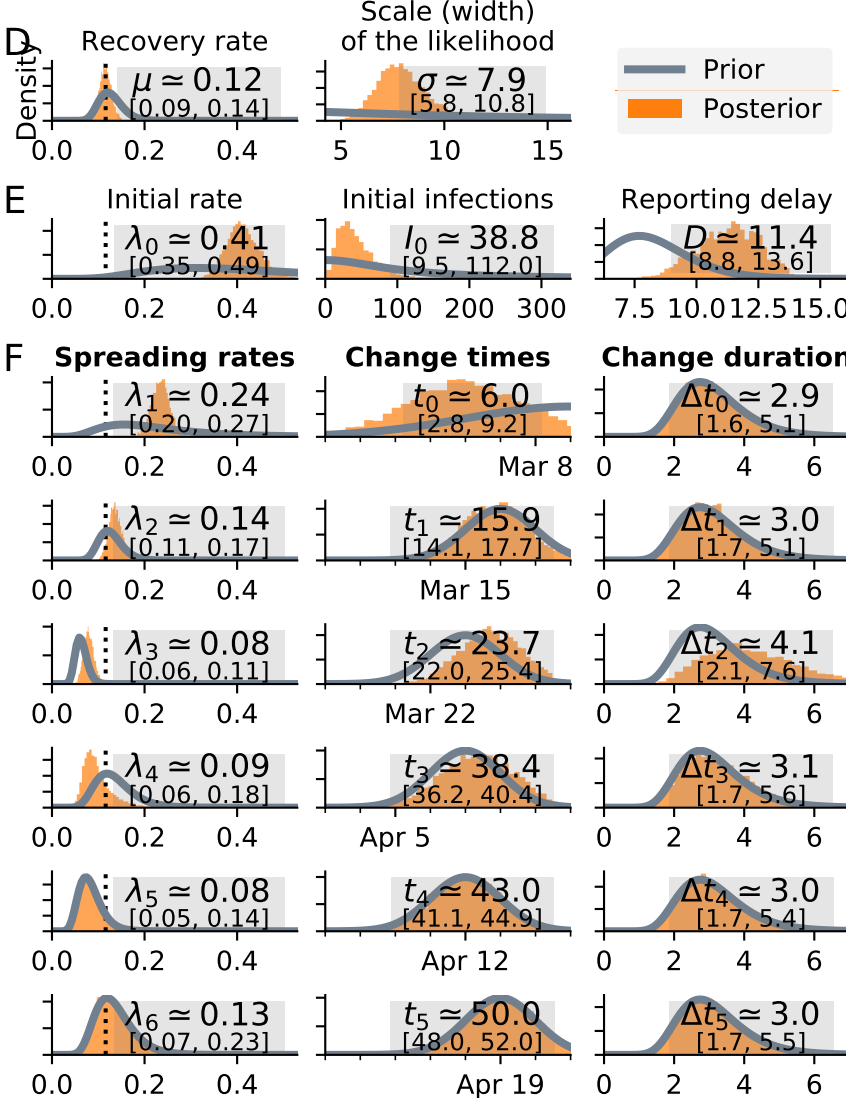 D
Density
Recovery rate
μ ≃ 0.12
[0.09, 0.14]
0.0 0.2 0.4
Scale (width)
of the likelihood
σ ≃ 7.9
[5.8, 10.8]
5 10 15
Prior
Posterior
E
Initial rate
λ0 ≃ 0.41
[0.35, 0.49]
0.0 0.2 0.4
Initial infections
I0 ≃ 38.8
[9.5, 112.0]
0 100 200 300
Reporting delay
D ≃ 11.4
[8.8, 13.6]
7.5 10.0 12.5 15.0
F
Spreading rates Change times Change duration
λ1 ≃ 0.24
[0.20, 0.27]
0.0 0.2 0.4
t0 ≃ 6.0
[2.8, 9.2]
Mar 8
Δt0 ≃ 2.9
[1.6, 5.1]
0 2 4 6
λ2 ≃ 0.14
[0.11, 0.17]
0.0 0.2 0.4
t1 ≃ 15.9
[14.1, 17.7]
Mar 15
Δt1 ≃ 3.0
[1.7, 5.1]
0 2 4 6
λ3 ≃ 0.08
[0.06, 0.11]
0.0 0.2 0.4
t2 ≃ 23.7
[22.0, 25.4]
Mar 22
Δt2 ≃ 4.1
[2.1, 7.6]
0 2 4 6
λ4 ≃ 0.09
[0.06, 0.18]
0.0 0.2 0.4
t3 ≃ 38.4
[36.2, 40.4]
Apr 5
Δt3 ≃ 3.1
[1.7, 5.6]
0 2 4 6
λ5 ≃ 0.08
[0.05, 0.14]
0.0 0.2 0.4
t4 ≃ 43.0
[41.1, 44.9]
Apr 12
Δt4 ≃ 3.0
[1.7, 5.4]
0 2 4 6
λ6 ≃ 0.13
[0.07, 0.23]
0.0 0.2 0.4
t5 ≃ 50.0
[48.0, 52.0]
Apr 19
Δt5 ≃ 3.0
[1.7, 5.5]
0 2 4 6